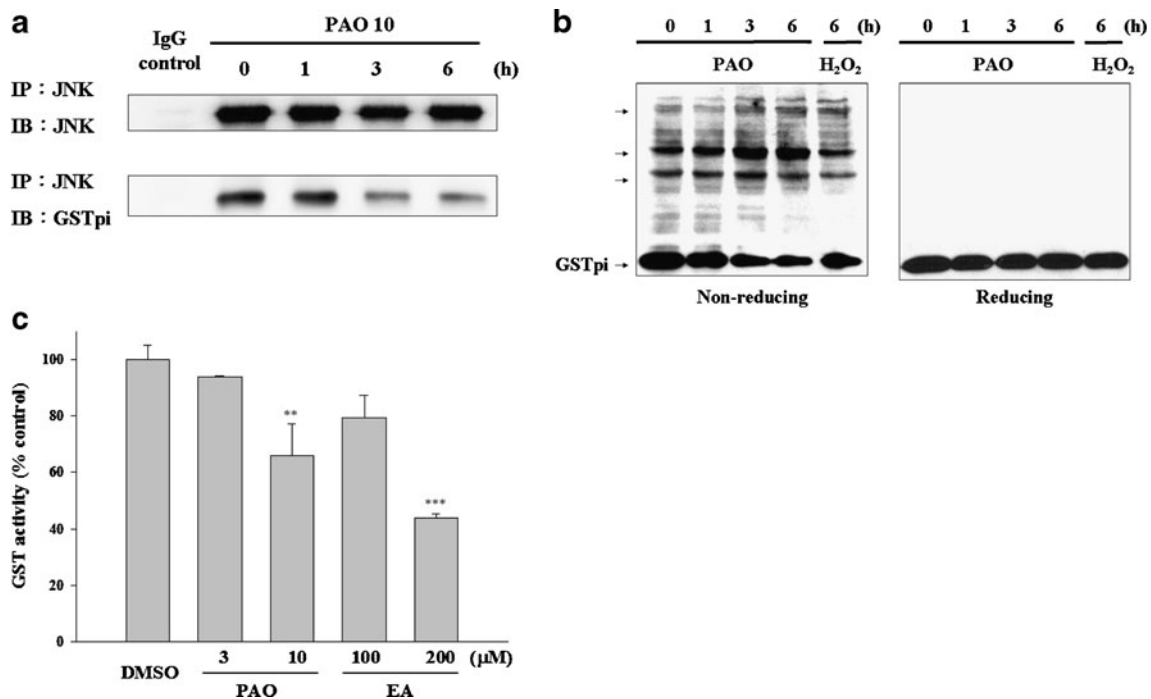 a
PAO 10
IgG
control
0 1 3 6 (h)
IP : JNK
IB : JNK
IP : JNK
IB : GSTpi
b
0 1 3 6 6 (h)
PAO H₂O₂
GSTpi →
Non-reducing
0 1 3 6 6 (h)
PAO H₂O₂
Reducing
c
GST activity (% control)
100
80
60
40
20
0
**
***
DMSO
3 10 100 200 (μM)
PAO EA